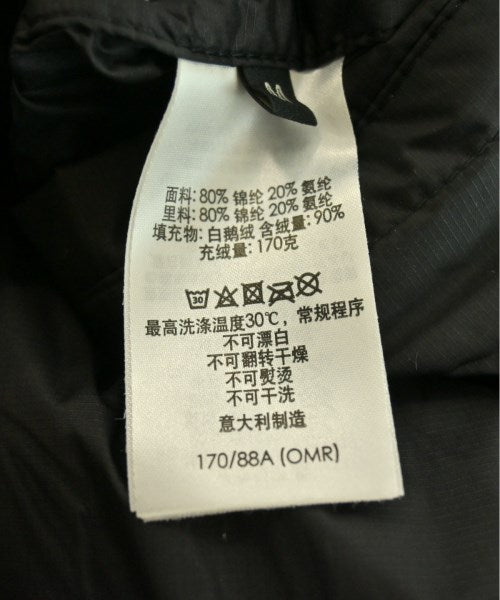 M
面料: 80% 锦纶 20% 氨纶
里料: 80% 锦纶 20% 氨纶
填充物: 白鹅绒 含绒量: 90%
充绒量: 170克
30
最高洗涤温度30℃, 常规程序
不可漂白
不可翻转干燥
不可熨烫
不可干洗
意大利制造
170/88A (OMR)